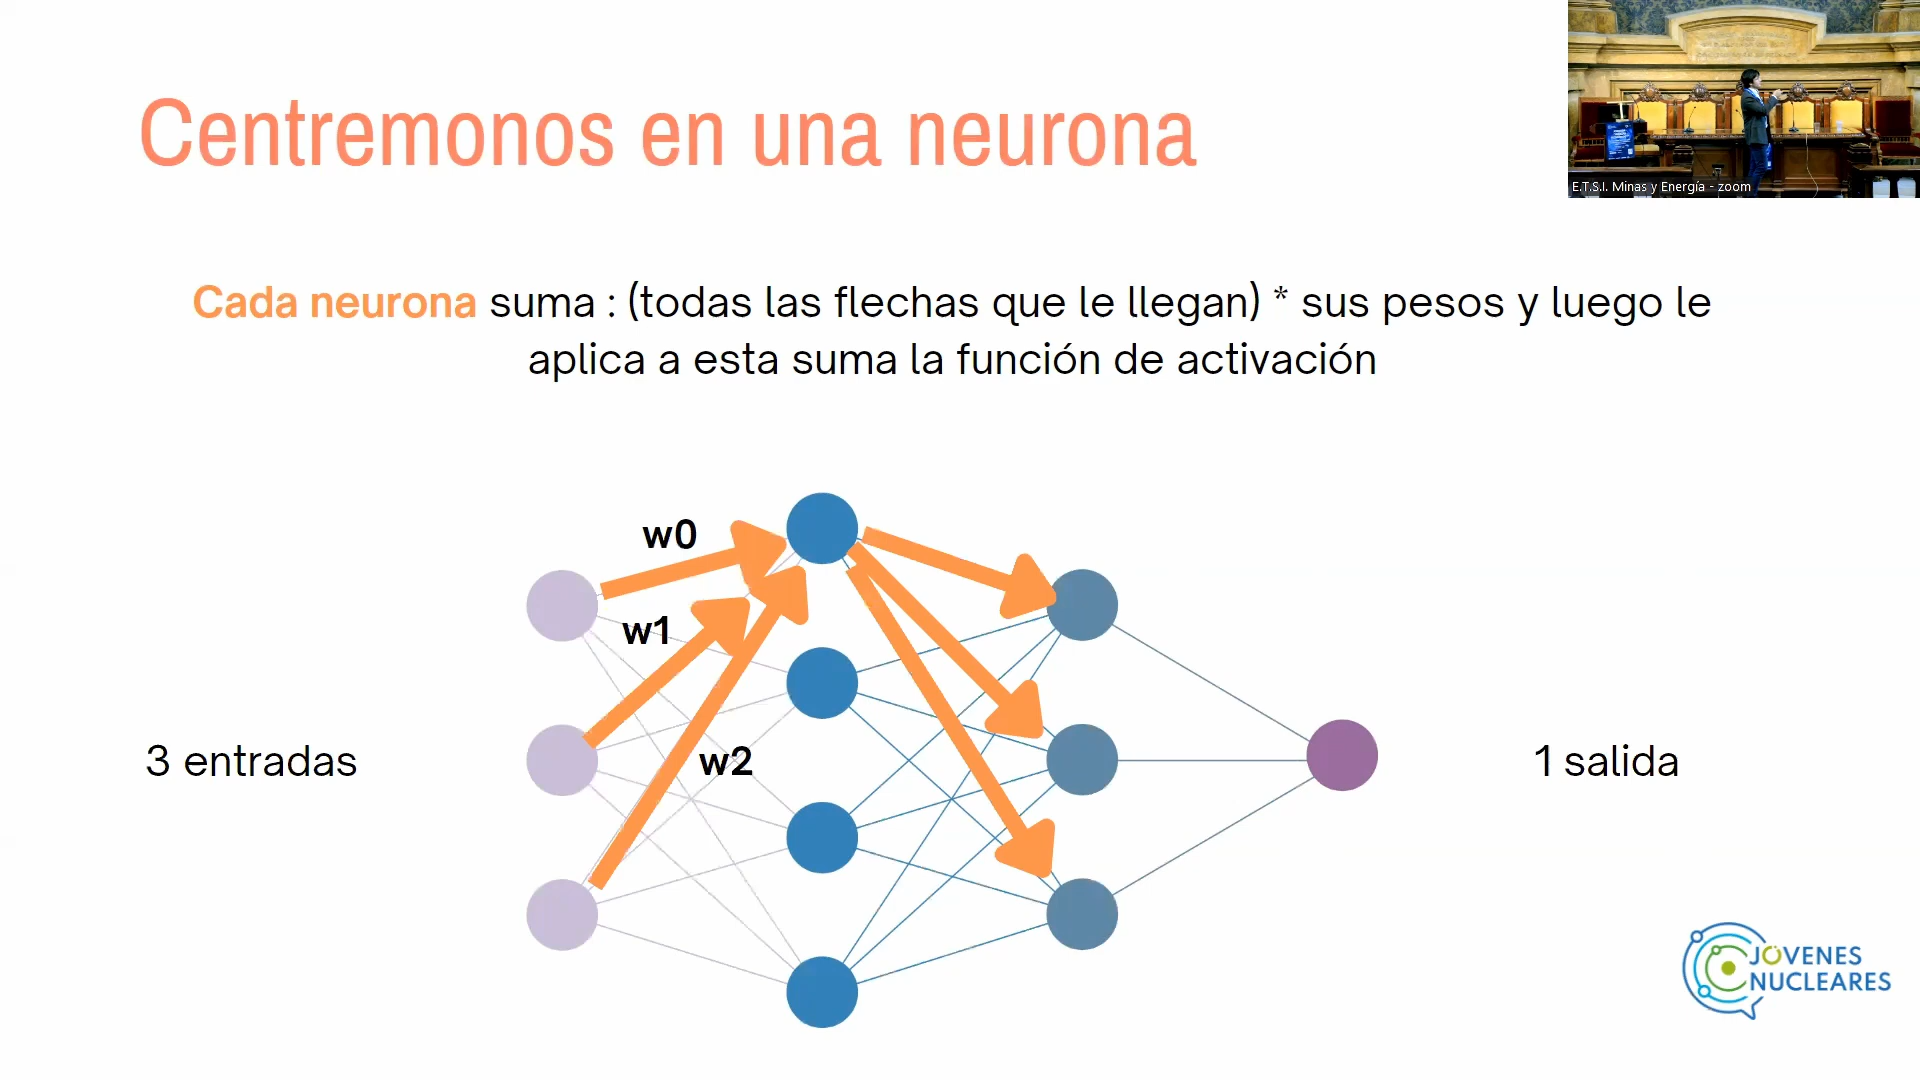 Centremonos en una neurona
E.T.S.I. Minas y Energía - zoom
Cada neurona suma : (todas las flechas que le llegan) * sus pesos y luego le
aplica a esta suma la función de activación
w0
w1
w2
3 entradas
1 salida
JÓVENES
NUCLEARES